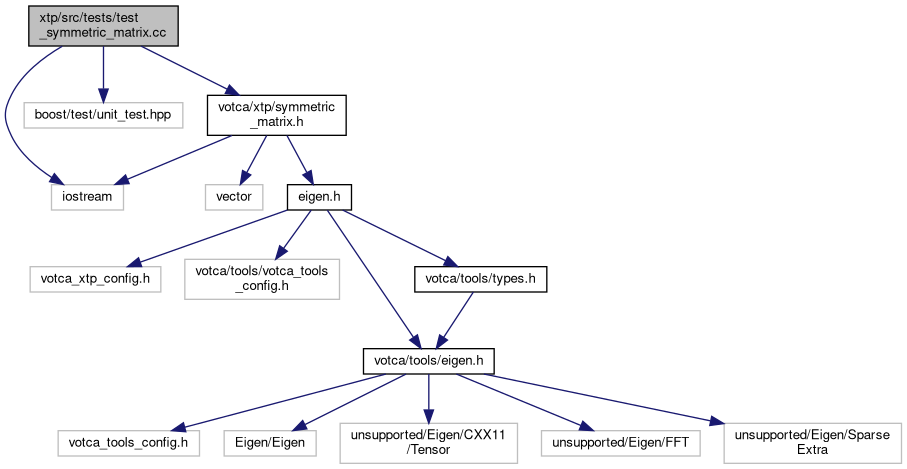 xtp/src/tests/test
_symmetric_matrix.cc
boost/test/unit_test.hpp
votca/xtp/symmetric
_matrix.h
iostream
vector
eigen.h
votca_xtp_config.h
votca/tools/votca_tools
_config.h
votca/tools/types.h
votca/tools/eigen.h
votca_tools_config.h
Eigen/Eigen
unsupported/Eigen/CXX11
/Tensor
unsupported/Eigen/FFT
unsupported/Eigen/Sparse
Extra